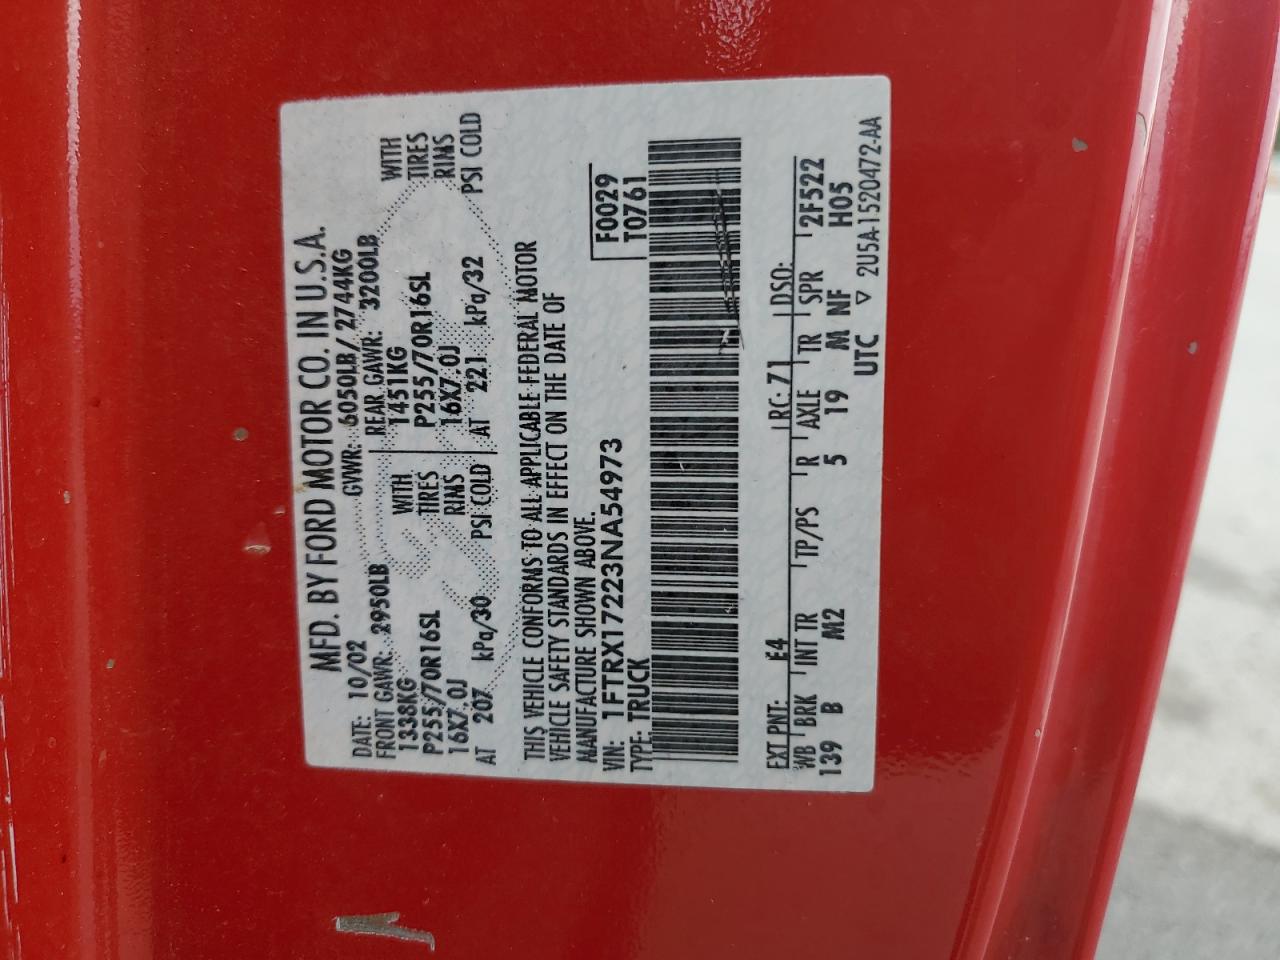 MFD. BY FORD MOTOR CO. IN U.S.A.
DATE: 10/02 GVWR: 6050LB/ 2744KG
FRONT GAWR: 2950LB REAR GAWR: 3200LB
1338KG WITH 1451KG WITH
P255/70R16SL TIRES P255/70R16SL TIRES
16X7.0J RIMS 16X7.0J RIMS
AT 207 kPa/30 PSI COLD AT 221 kPa/32 PSI COLD
THIS VEHICLE CONFORMS TO ALL APPLICABLE FEDERAL MOTOR
VEHICLE SAFETY STANDARDS IN EFFECT ON THE DATE OF
MANUFACTURE SHOWN ABOVE.
VIN: 1FTRX17223NA54973 F0029
TYPE: TRUCK T0761
EXT PNT: E4 RC: 71 DSO:
WB BRK INT TR TP/PS R AXLE TR SPR 2F522
139 B M2 5 19 M NF H05
UTC ▽ 2U5A-1520472-AA